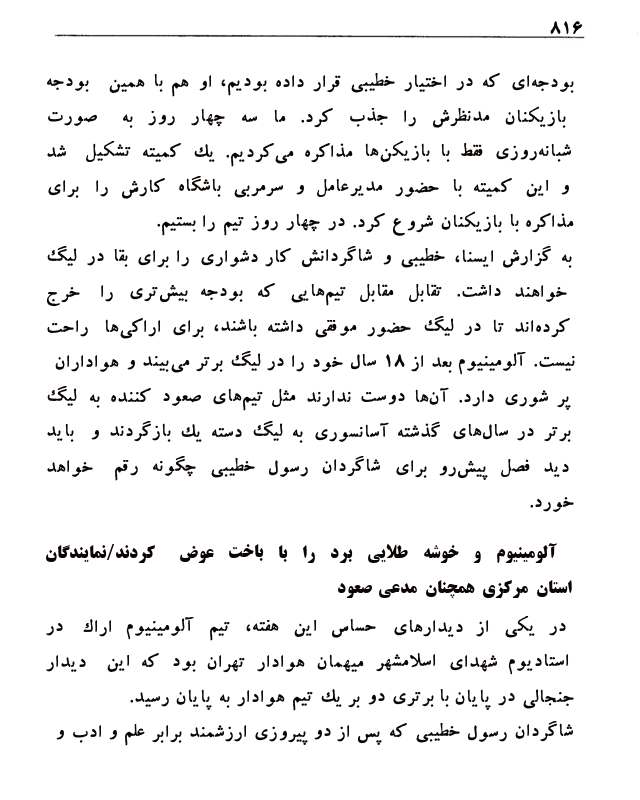 ۸۱۶
بودجه‌ای که در اختیار خطیبی قرار داده بودیم، او هم با همین بودجه
بازیکنان مدنظرش را جذب کرد. ما سه چهار روز به صورت
شبانه‌روزی فقط با بازیکن‌ها مذاکره می‌کردیم. یك کمیته تشکیل شد
و این کمیته با حضور مدیرعامل و سرمربی باشگاه کارش را برای
مذاکره با بازیکنان شروع کرد. در چهار روز تیم را بستیم.
به گزارش ایسنا، خطیبی و شاگردانش کار دشواری را برای بقا در لیگ
خواهند داشت. تقابل مقابل تیم‌هایی که بودجه بیش‌تری را خرج
کرده‌اند تا در لیگ حضور موفقی داشته باشند، برای اراکی‌ها راحت
نیست. آلومینیوم بعد از ۱۸ سال خود را در لیگ برتر می‌بیند و هواداران
پر شوری دارد. آن‌ها دوست ندارند مثل تیم‌های صعود کننده به لیگ
برتر در سال‌های گذشته آسانسوری به لیگ دسته یك بازگردند و باید
دید فصل پیش‌رو برای شاگردان رسول خطیبی چگونه رقم خواهد
خورد.
آلومینیوم و خوشه طلایی برد را با باخت عوض کردند/نمایندگان
استان مرکزی همچنان مدعی صعود
در یکی از دیدارهای حساس این هفته، تیم آلومینیوم اراك در
استادیوم شهدای اسلامشهر میهمان هوادار تهران بود که این دیدار
جنجالی در پایان با برتری دو بر یك تیم هوادار به پایان رسید.
شاگردان رسول خطیبی که پس از دو پیروزی ارزشمند برابر علم و ادب و